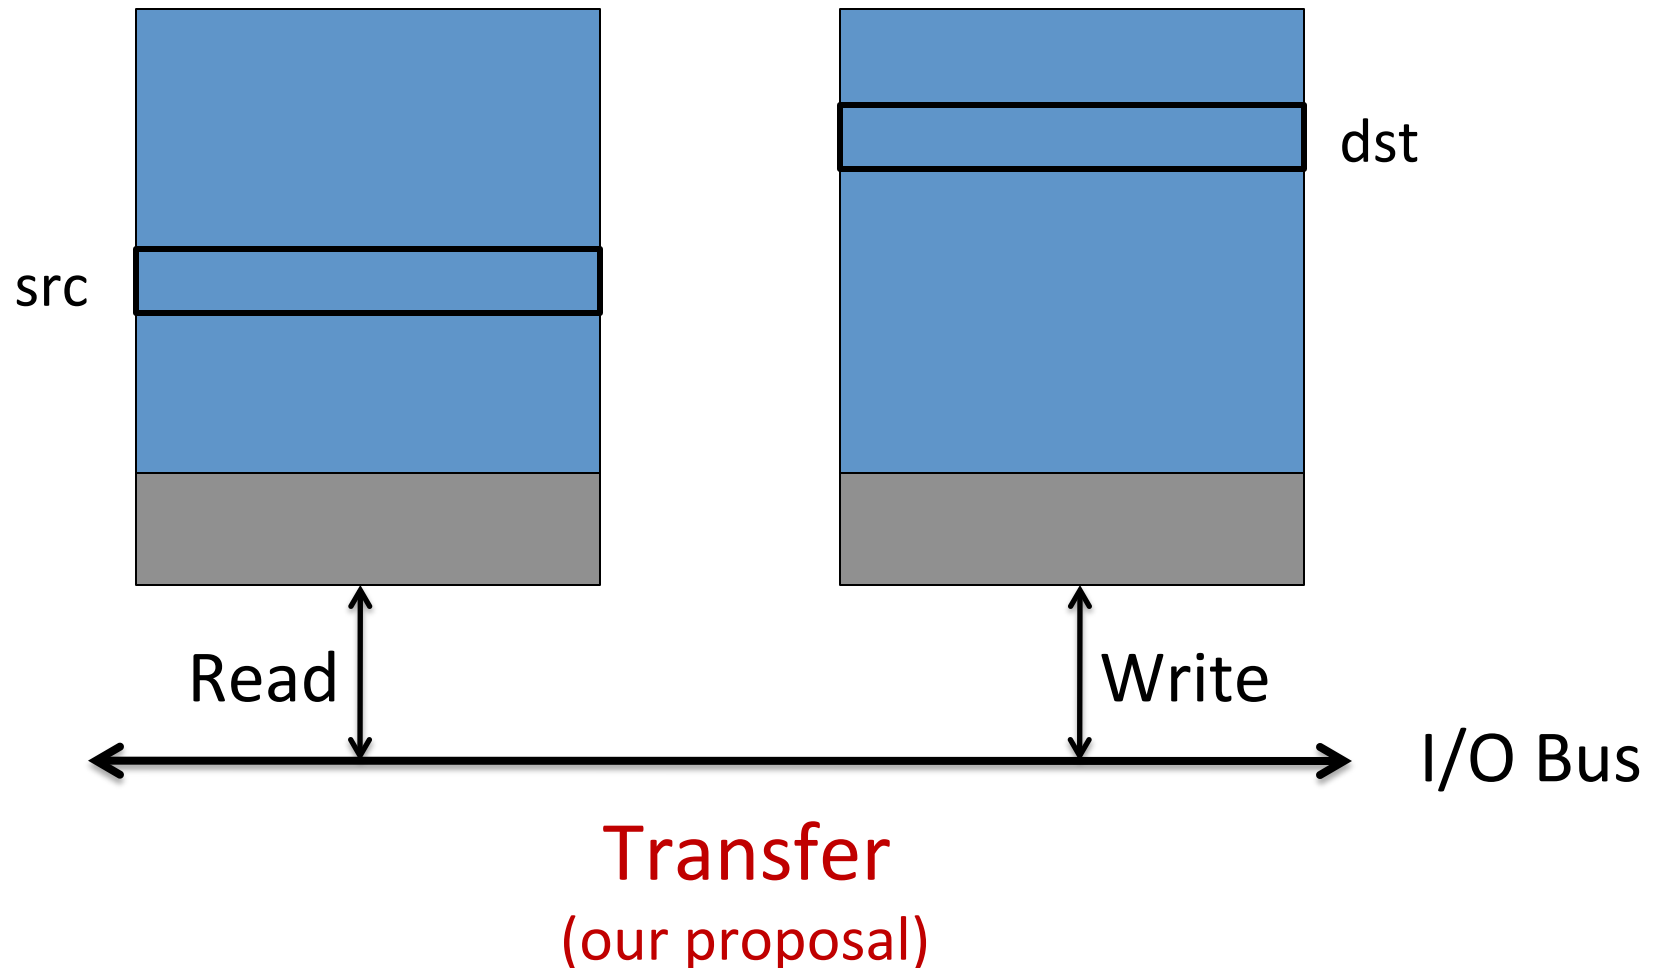 dst
src
Read
Write
I/O Bus
Transfer
(our proposal)